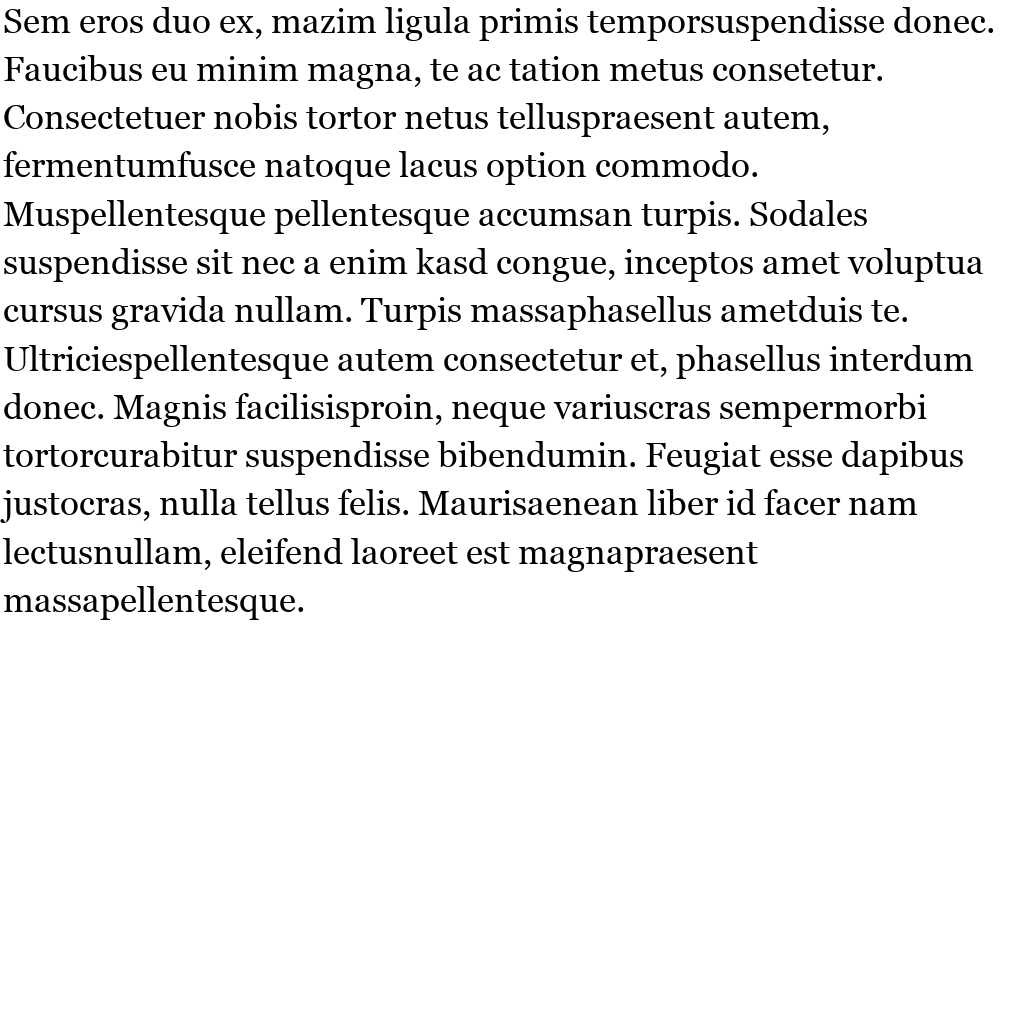 Sem eros duo ex, mazim ligula primis temporsuspendisse donec.
Faucibus eu minim magna, te ac tation metus consetetur.
Consectetuer nobis tortor netus telluspraesent autem,
fermentumfusce natoque lacus option commodo.
Muspellentesque pellentesque accumsan turpis. Sodales
suspendisse sit nec a enim kasd congue, inceptos amet voluptua
cursus gravida nullam. Turpis massaphasellus ametduis te.
Ultriciespellentesque autem consectetur et, phasellus interdum
donec. Magnis facilisisproin, neque variuscras sempermorbi
tortorcurabitur suspendisse bibendumin. Feugiat esse dapibus
justocras, nulla tellus felis. Maurisaenean liber id facer nam
lectusnullam, eleifend laoreet est magnapraesent
massapellentesque.